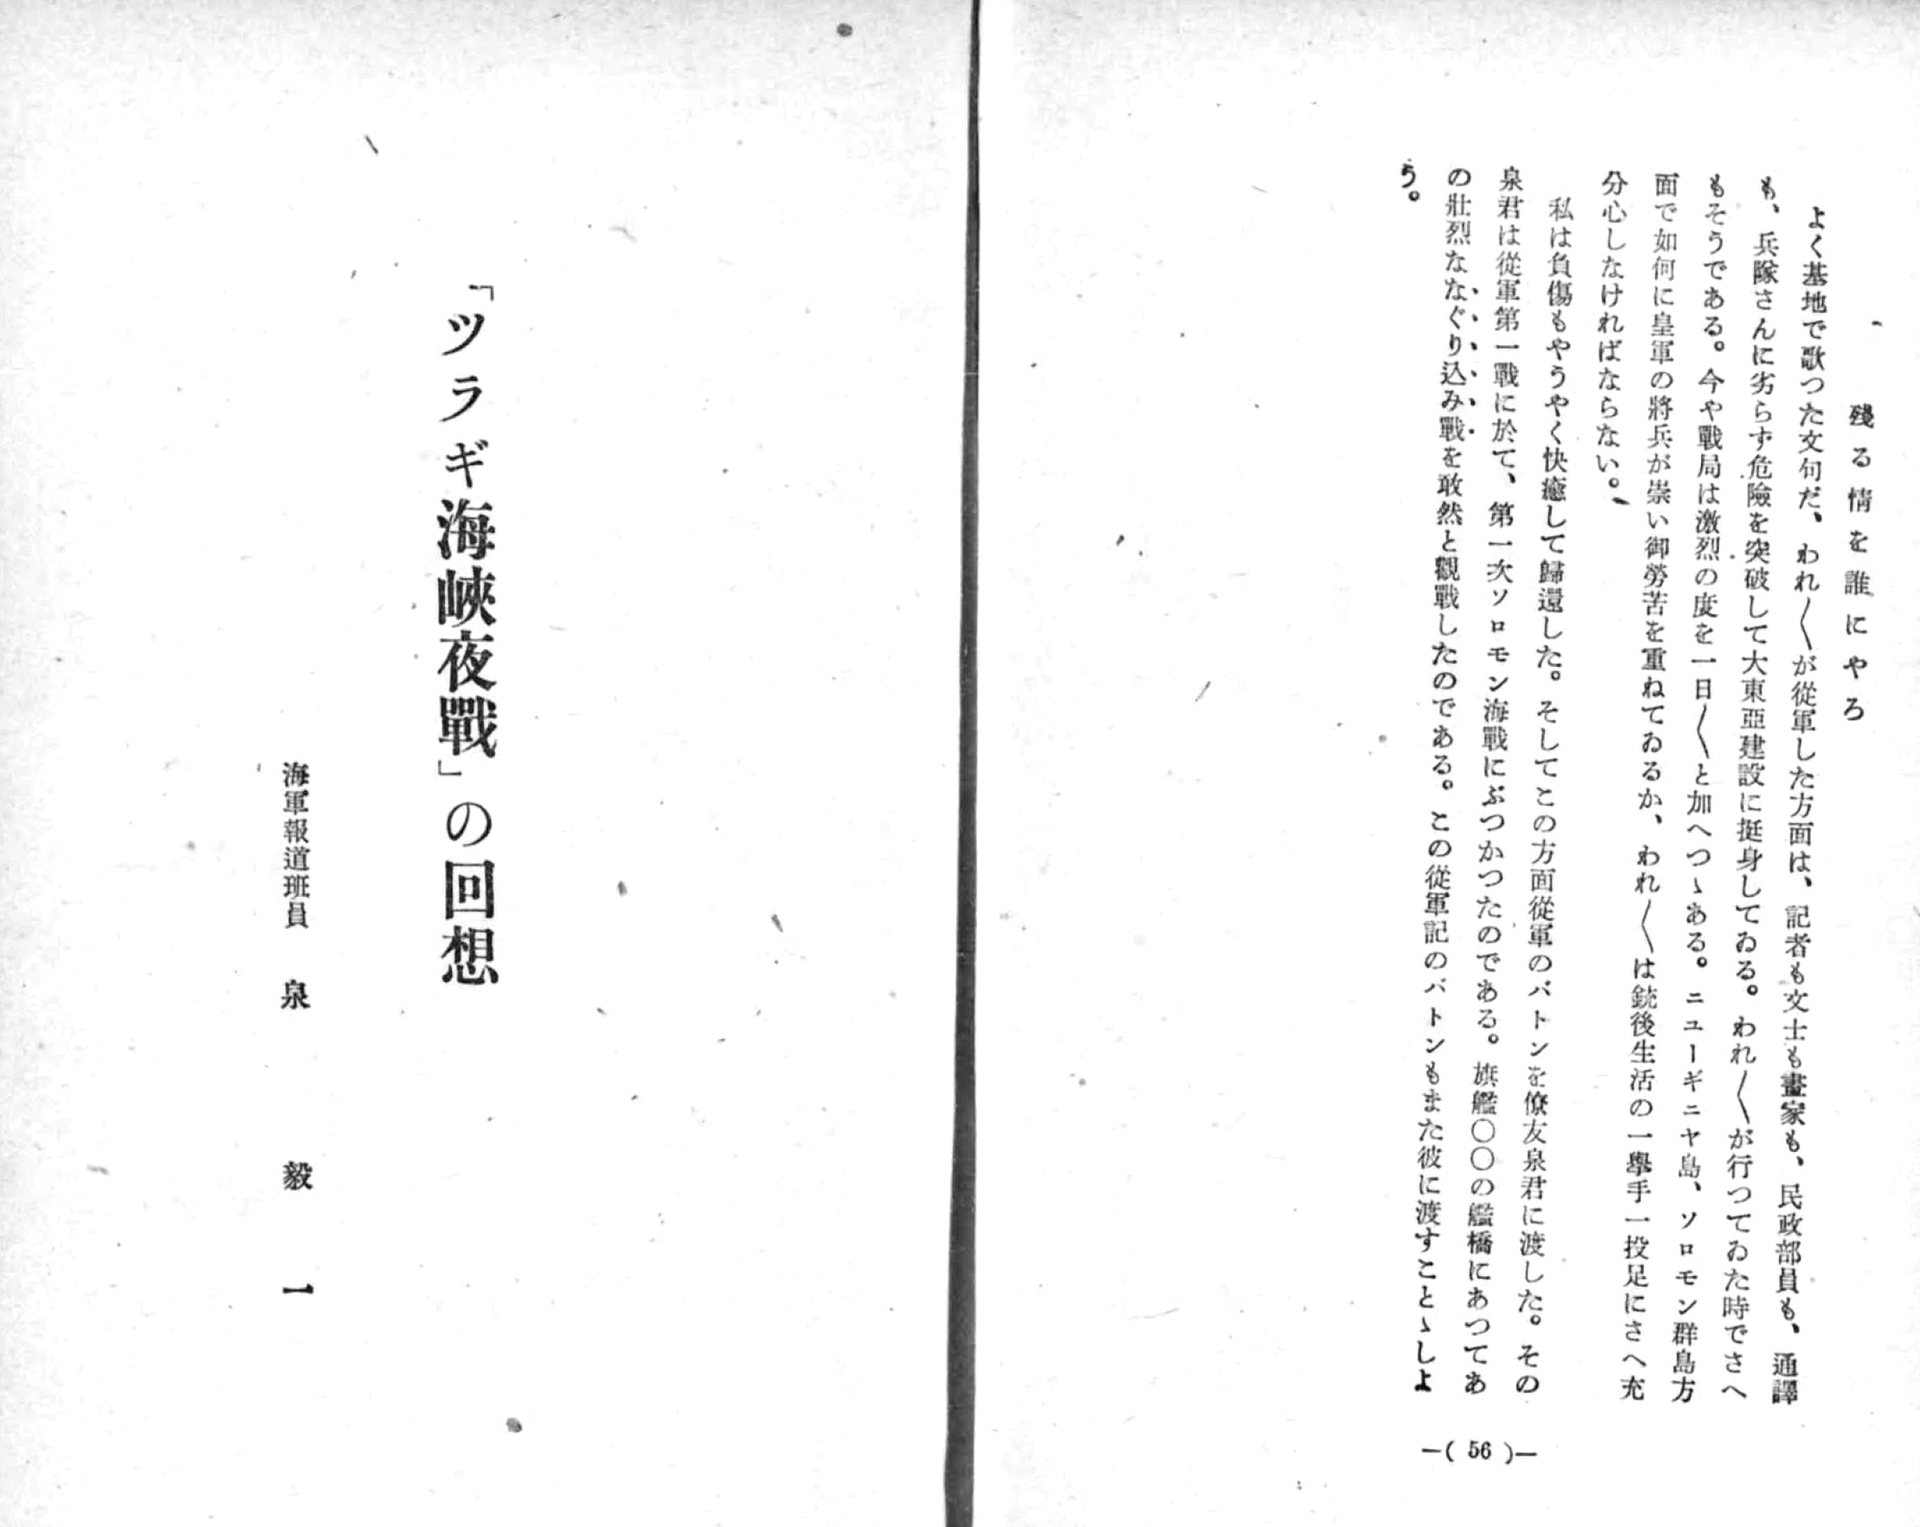 残る情を誰にやろ
よく基地で歌つた文句だ、われ〱が從軍した方面は、記者も文士も畫家も、民政部員も、通譯
も、兵隊さんに劣らず危險を突破して大東亞建設に挺身してゐる。われ〱が行つてゐた時でさへ
もそうである。今や戰局は激烈の度を一日〱と加へつゝある。ニユーギニヤ島、ソロモン群島方
面で如何に皇軍の將兵が崇い御勞苦を重ねてゐるか、われ〱は銃後生活の一擧手一投足にさへ充
分心しなければならない。
私は負傷もやうやく快癒して歸還した。そしてこの方面從軍のバトンを僚友泉君に渡した。その
泉君は從軍第一戰に於て、第一次ソロモン海戰にぶつかつたのである。旗艦〇〇の艦橋にあつてあ
の壯烈ななぐり込み戰を敢然と觀戰したのである。この從軍記のバトンもまた彼に渡すことゝしよ
う。
―( 56 )―
「ツラギ海峽夜戰」の回想
海軍報道班員 泉 毅一